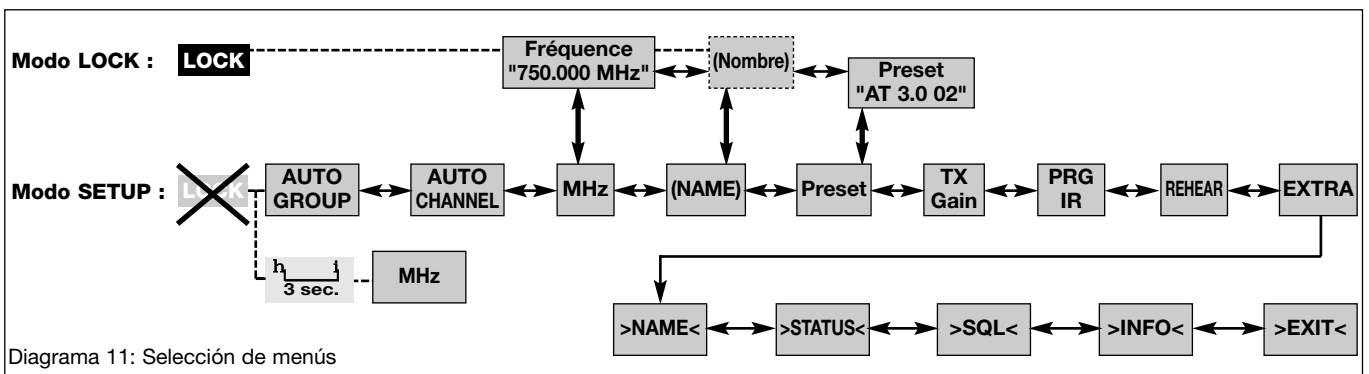 Modo LOCK : LOCK
Fréquence
"750.000 MHz"
(Nombre)
Preset
"AT 3.0 02"
Modo SETUP : LOCK
AUTO
GROUP
AUTO
CHANNEL
MHz
(NAME)
Preset
TX
Gain
PRG
IR
REHEAR
EXTRA
h i
3 sec.
MHz
>NAME<
>STATUS<
>SQL<
>INFO<
>EXIT<
Diagrama 11: Selección de menús